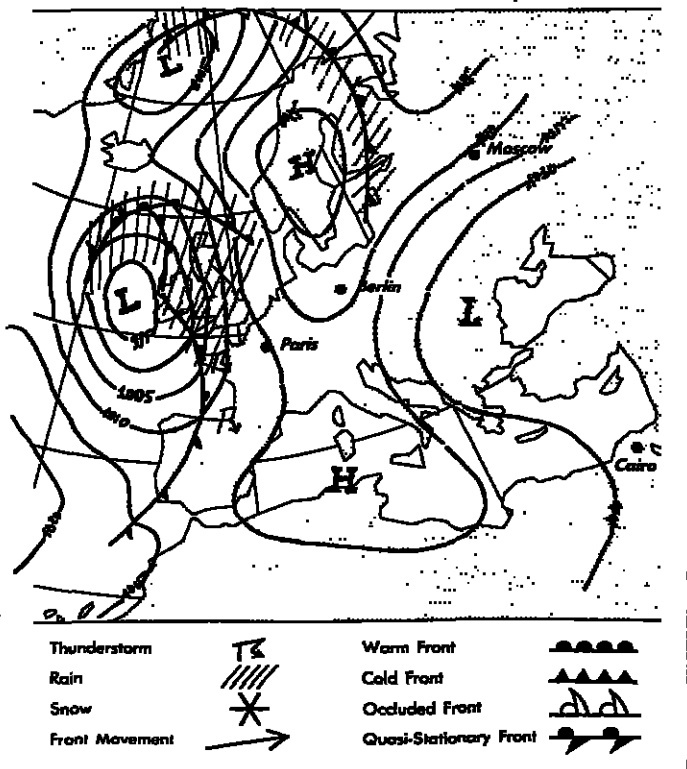 L
H
Moscow
L
Berlin
L
Paris
1005
1010
H
Cairo
Thunderstorm
Rain
Snow
Front Movement
Warm Front
Cold Front
Occluded Front
Quasi-Stationary Front